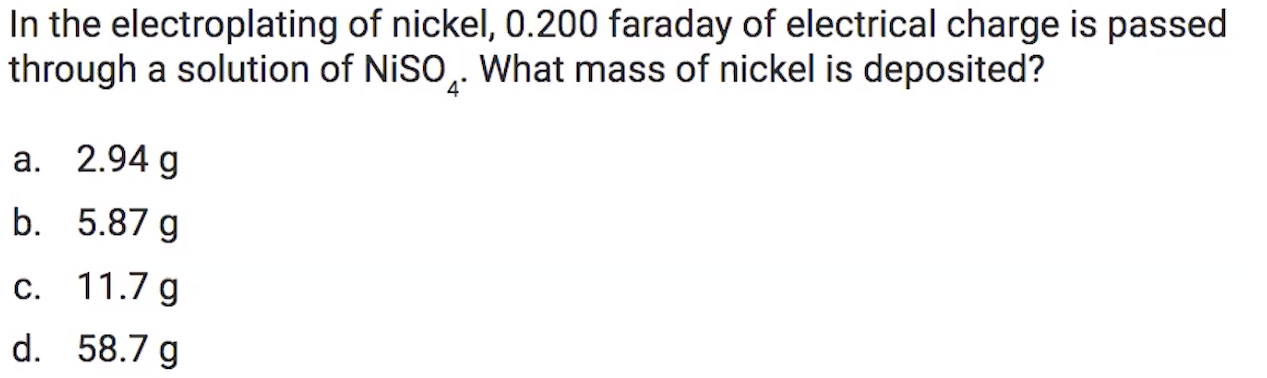 In the electroplating of nickel, 0.200 faraday of electrical charge is passed
through a solution of NiSO₄. What mass of nickel is deposited?
a. 2.94 g
b. 5.87 g
c. 11.7 g
d. 58.7 g